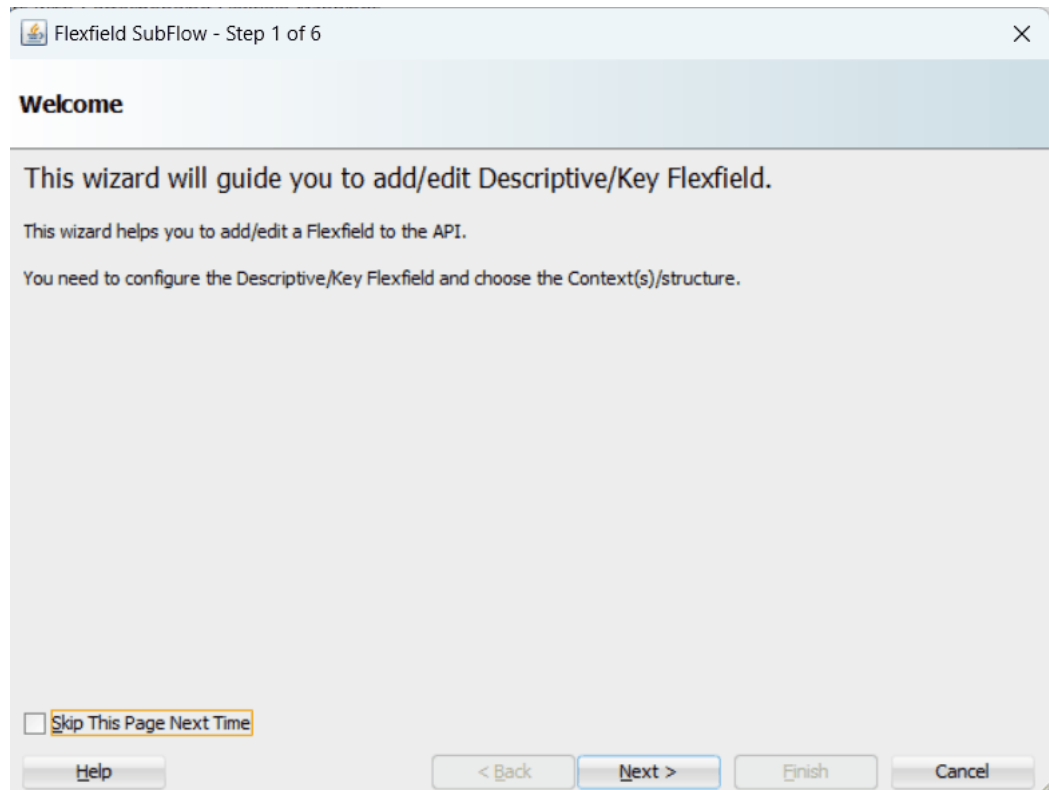 Flexfield SubFlow - Step 1 of 6
Welcome
This wizard will guide you to add/edit Descriptive/Key Flexfield.
This wizard helps you to add/edit a Flexfield to the API.
You need to configure the Descriptive/Key Flexfield and choose the Context(s)/structure.
Skip This Page Next Time
Help < Back Next > Finish Cancel